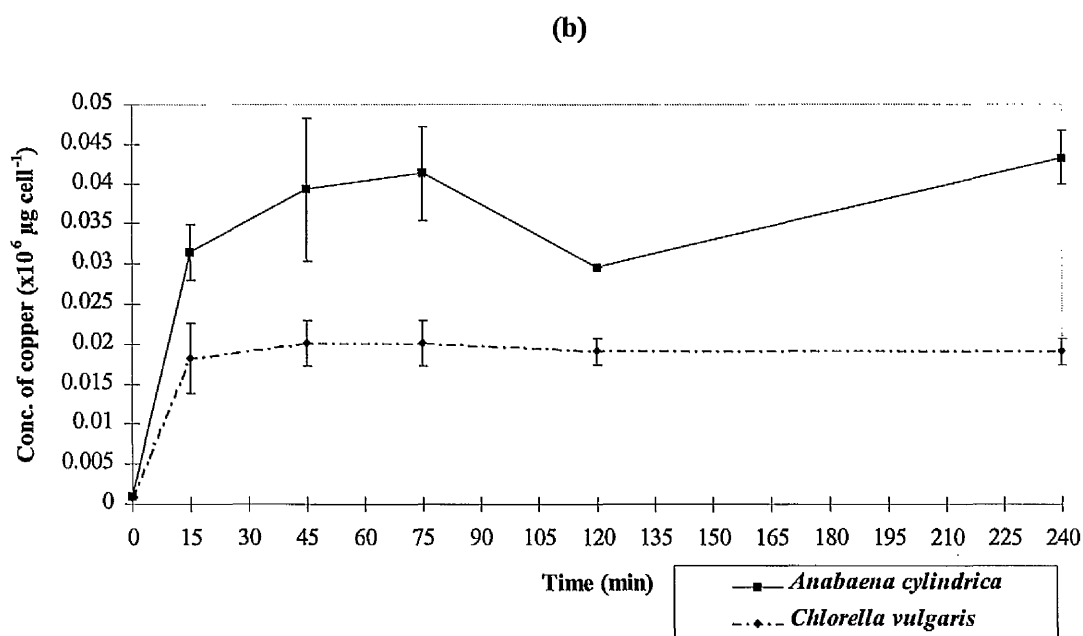 (b)
Conc. of copper (x10⁶ µg cell⁻¹)
0.05
0.045
0.04
0.035
0.03
0.025
0.02
0.015
0.01
0.005
0
0 15 30 45 60 75 90 105 120 135 150 165 180 195 210 225 240
Time (min)
Anabaena cylindrica
Chlorella vulgaris